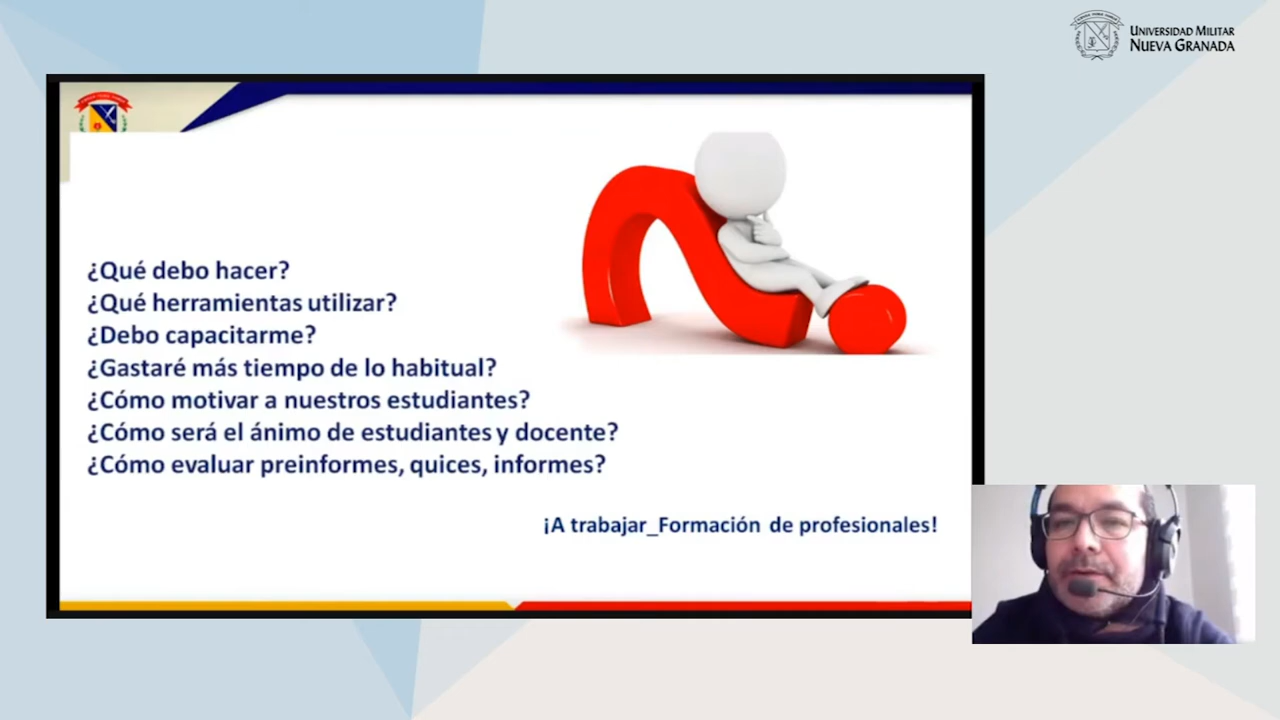 UNIVERSIDAD MILITAR
NUEVA GRANADA
¿Qué debo hacer?
¿Qué herramientas utilizar?
¿Debo capacitarme?
¿Gastaré más tiempo de lo habitual?
¿Cómo motivar a nuestros estudiantes?
¿Cómo será el ánimo de estudiantes y docente?
¿Cómo evaluar preinformes, quices, informes?
¡A trabajar_Formación de profesionales!